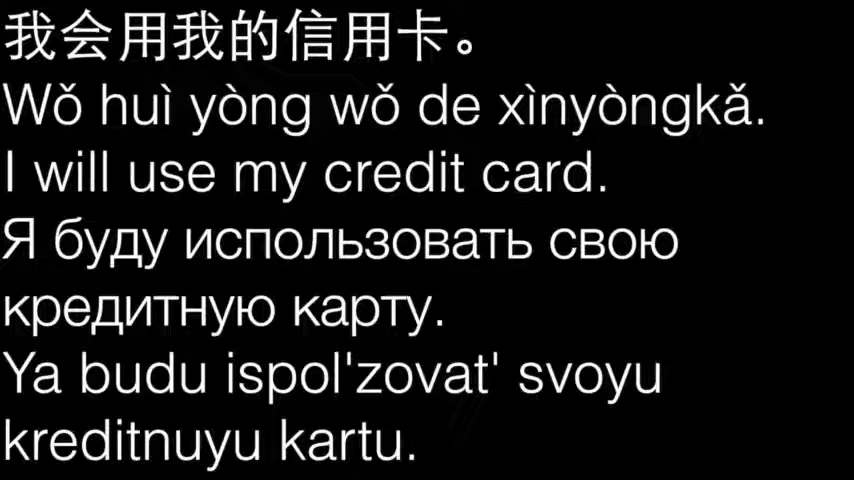 我会用我的信用卡。
Wǒ huì yòng wǒ de xìnyòngkǎ.
I will use my credit card.
Я буду использовать свою
кредитную карту.
Ya budu ispol'zovat' svoyu
kreditnuyu kartu.